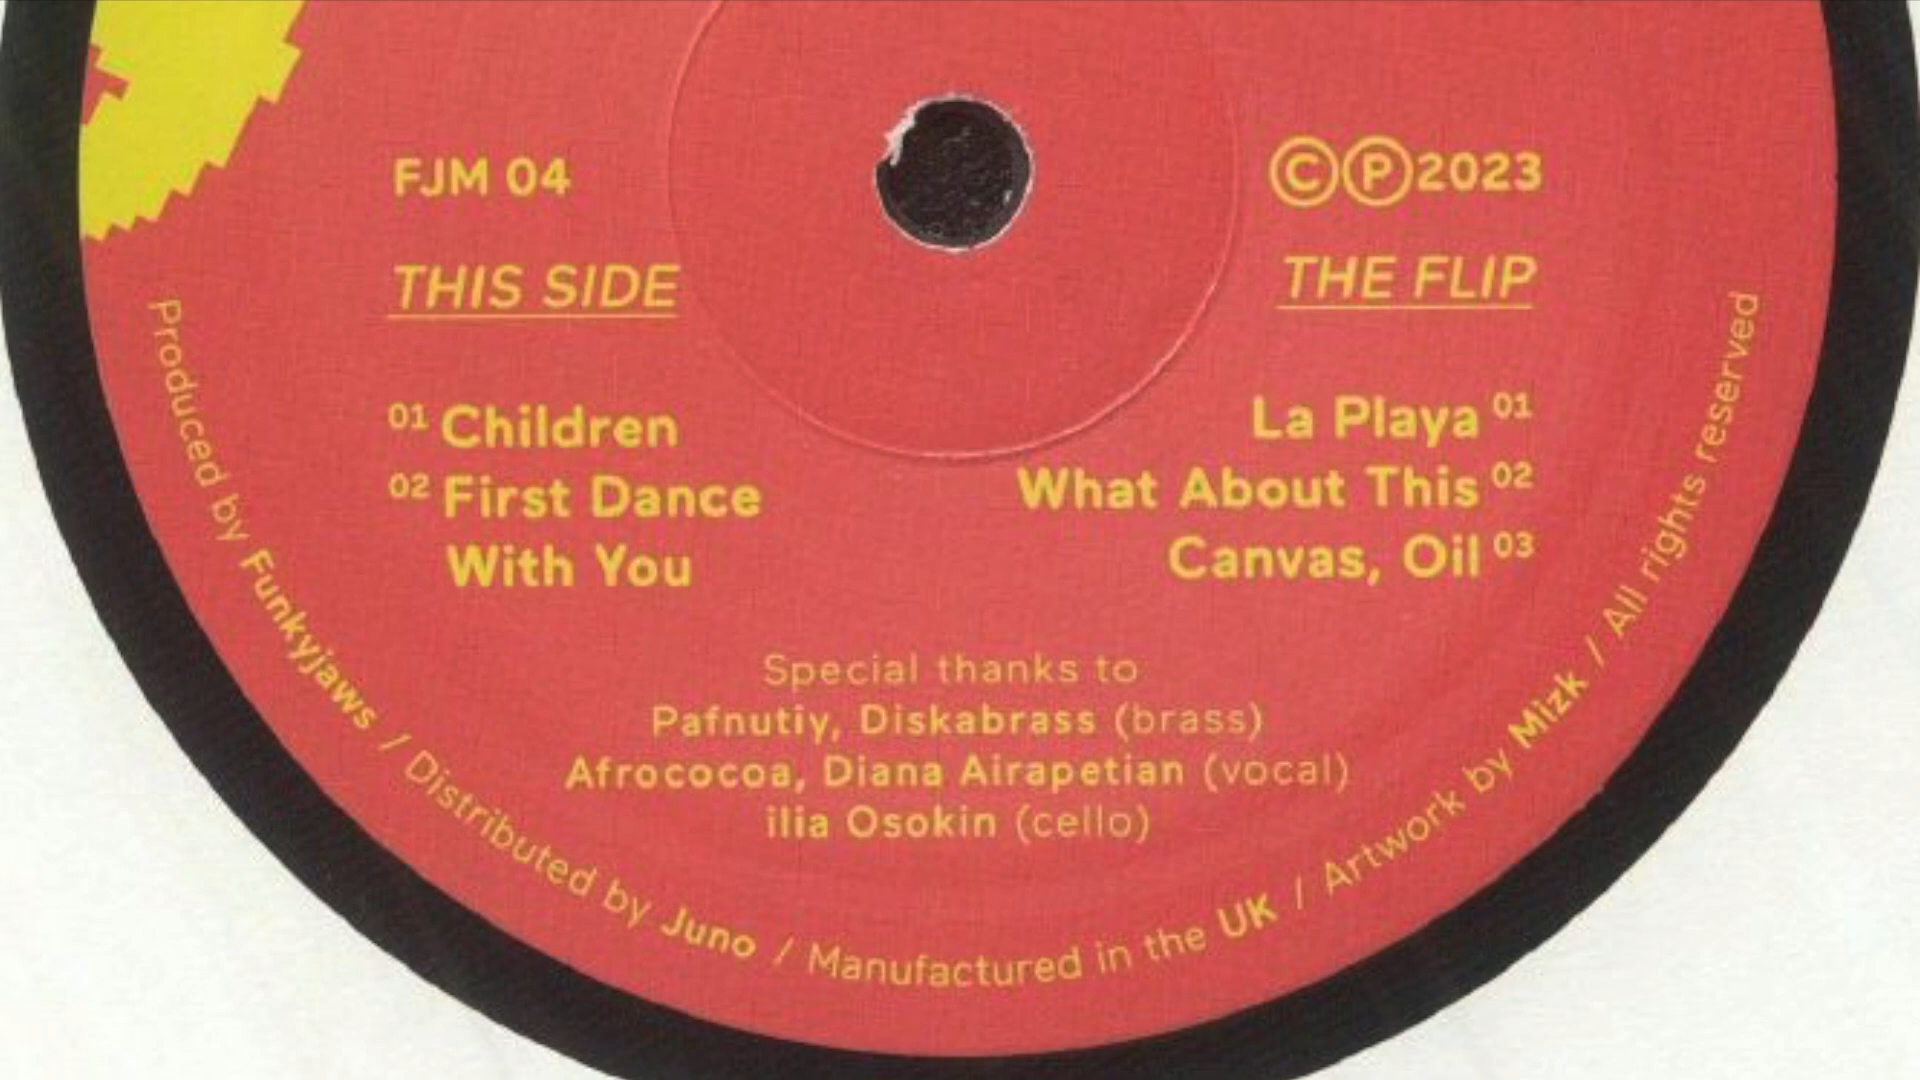 FJM 04
ⒸⓅ2023
THIS SIDE
THE FLIP
01 Children
02 First Dance
With You
La Playa 01
What About This 02
Canvas, Oil 03
Special thanks to
Pafnutiy, Diskabrass (brass)
Afrococoa, Diana Airapetian (vocal)
ilia Osokin (cello)
Produced by Funkyjaws / Distributed by Juno / Manufactured in the UK / Artwork by Mizk / All rights reserved